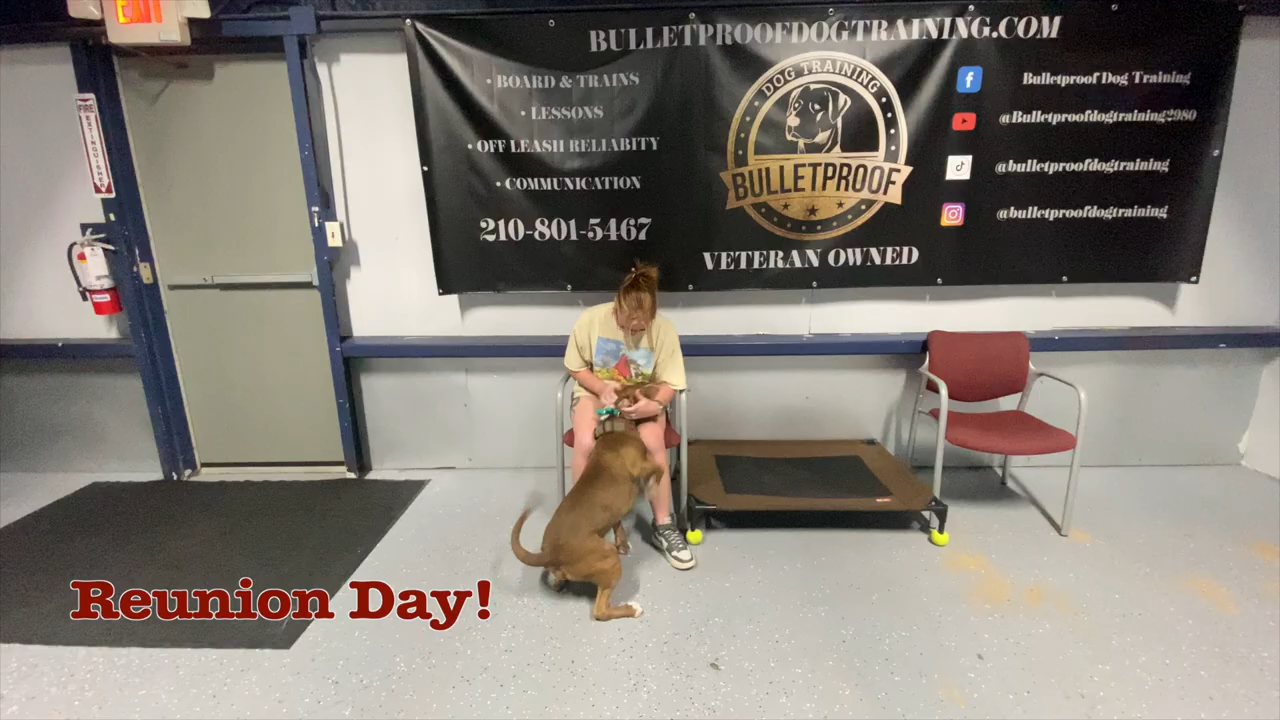 EXIT
FIRE EXTINGUISHER
BULLETPROOFDOGTRAINING.COM
• BOARD & TRAINS
• LESSONS
• OFF LEASH RELIABITY
• COMMUNICATION
210-801-5467
DOG TRAINING
BULLETPROOF
VETERAN OWNED
Bulletproof Dog Training
@Bulletproofdogtraining2980
@bulletproofdogtraining
@bulletproofdogtraining
Reunion Day!